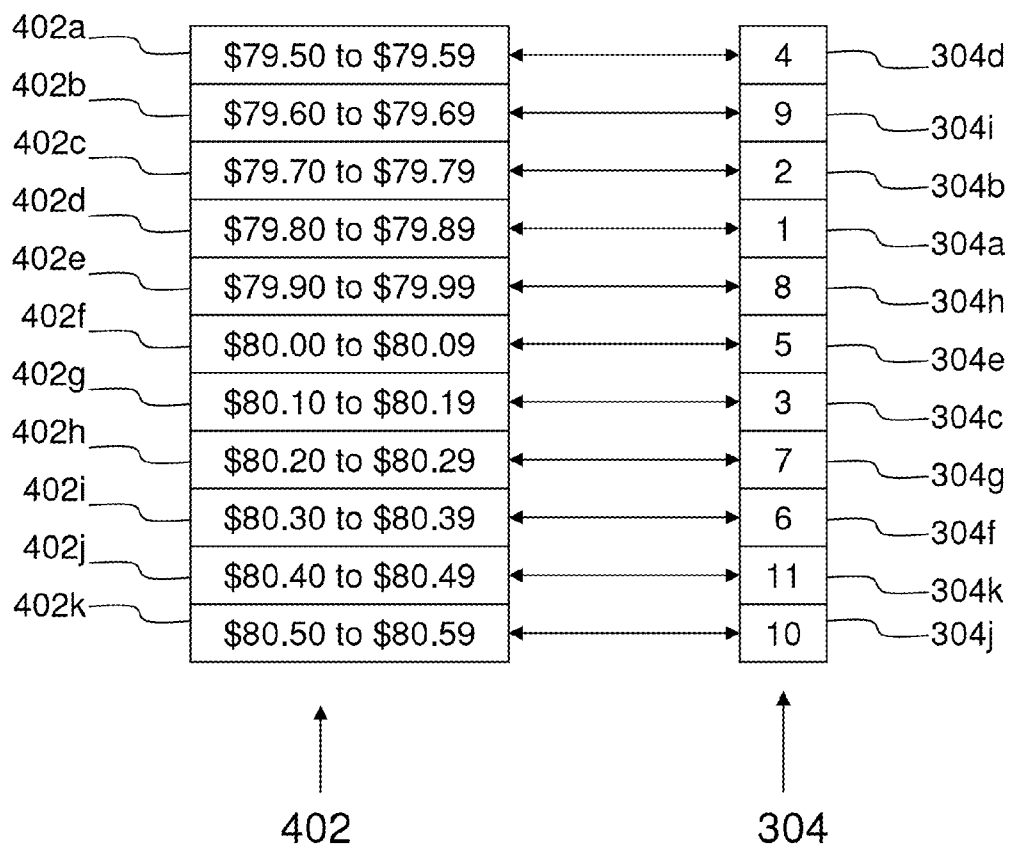 402a $79.50 to $79.59 4 304d
402b $79.60 to $79.69 9 304i
402c $79.70 to $79.79 2 304b
402d $79.80 to $79.89 1 304a
402e $79.90 to $79.99 8 304h
402f $80.00 to $80.09 5 304e
402g $80.10 to $80.19 3 304c
402h $80.20 to $80.29 7 304g
402i $80.30 to $80.39 6 304f
402j $80.40 to $80.49 11 304k
402k $80.50 to $80.59 10 304j
402 304